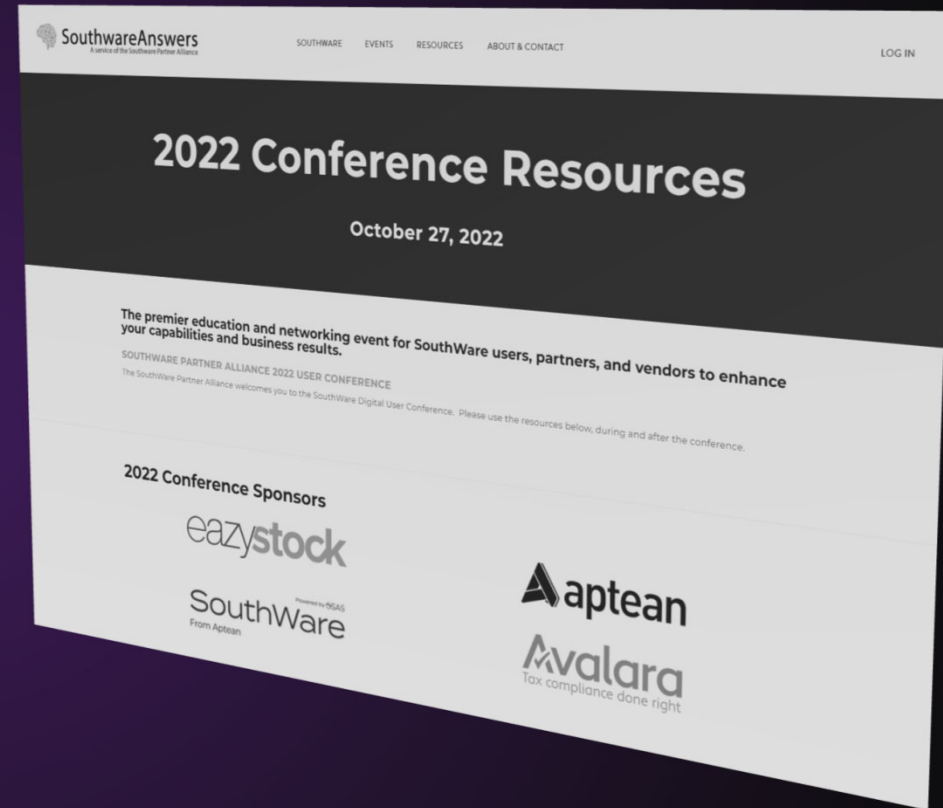 SouthwareAnswers
A service of the Southware Partner Alliance
SOUTHWARE EVENTS RESOURCES ABOUT & CONTACT
LOG IN
2022 Conference Resources
October 27, 2022
The premier education and networking event for SouthWare users, partners, and vendors to enhance
your capabilities and business results.
SOUTHWARE PARTNER ALLIANCE 2022 USER CONFERENCE
The SouthWare Partner Alliance welcomes you to the SouthWare Digital User Conference. Please use the resources below, during and after the conference.
2022 Conference Sponsors
eazystock
aptean
Powered by OSAS
SouthWare
From Aptean
Avalara
Tax compliance done right